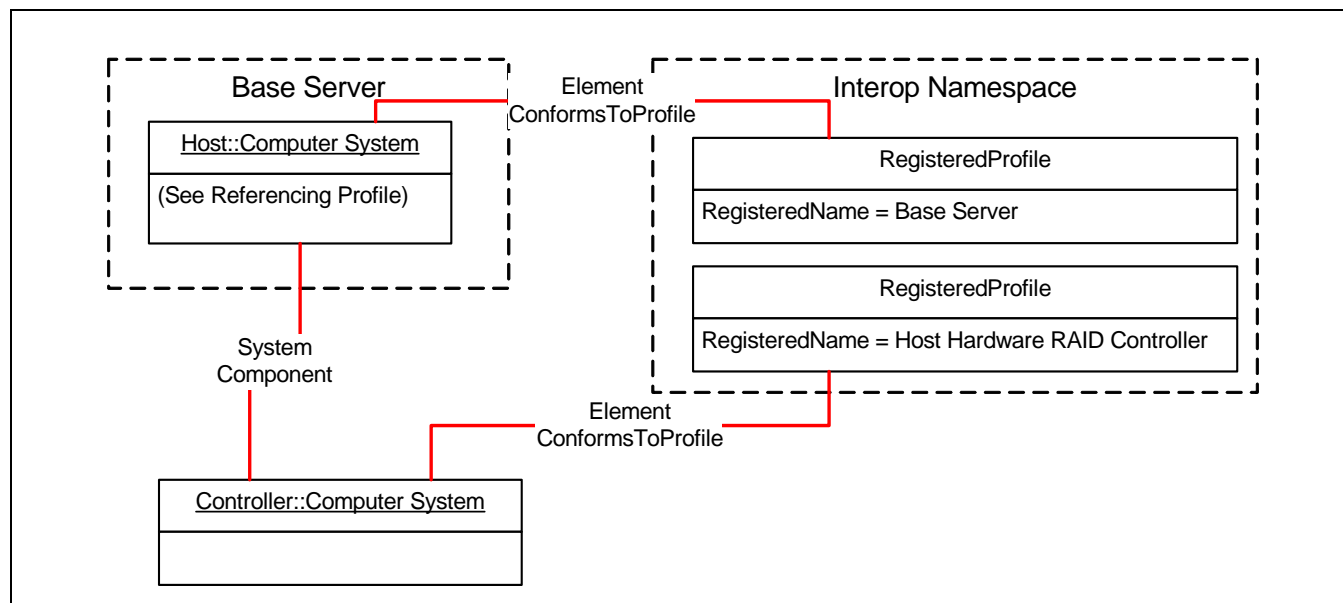 Base Server
Element
ConformsToProfile
Interop Namespace
Host::Computer System
(See Referencing Profile)
RegisteredProfile
RegisteredName = Base Server
RegisteredProfile
RegisteredName = Host Hardware RAID Controller
System
Component
Element
ConformsToProfile
Controller::Computer System